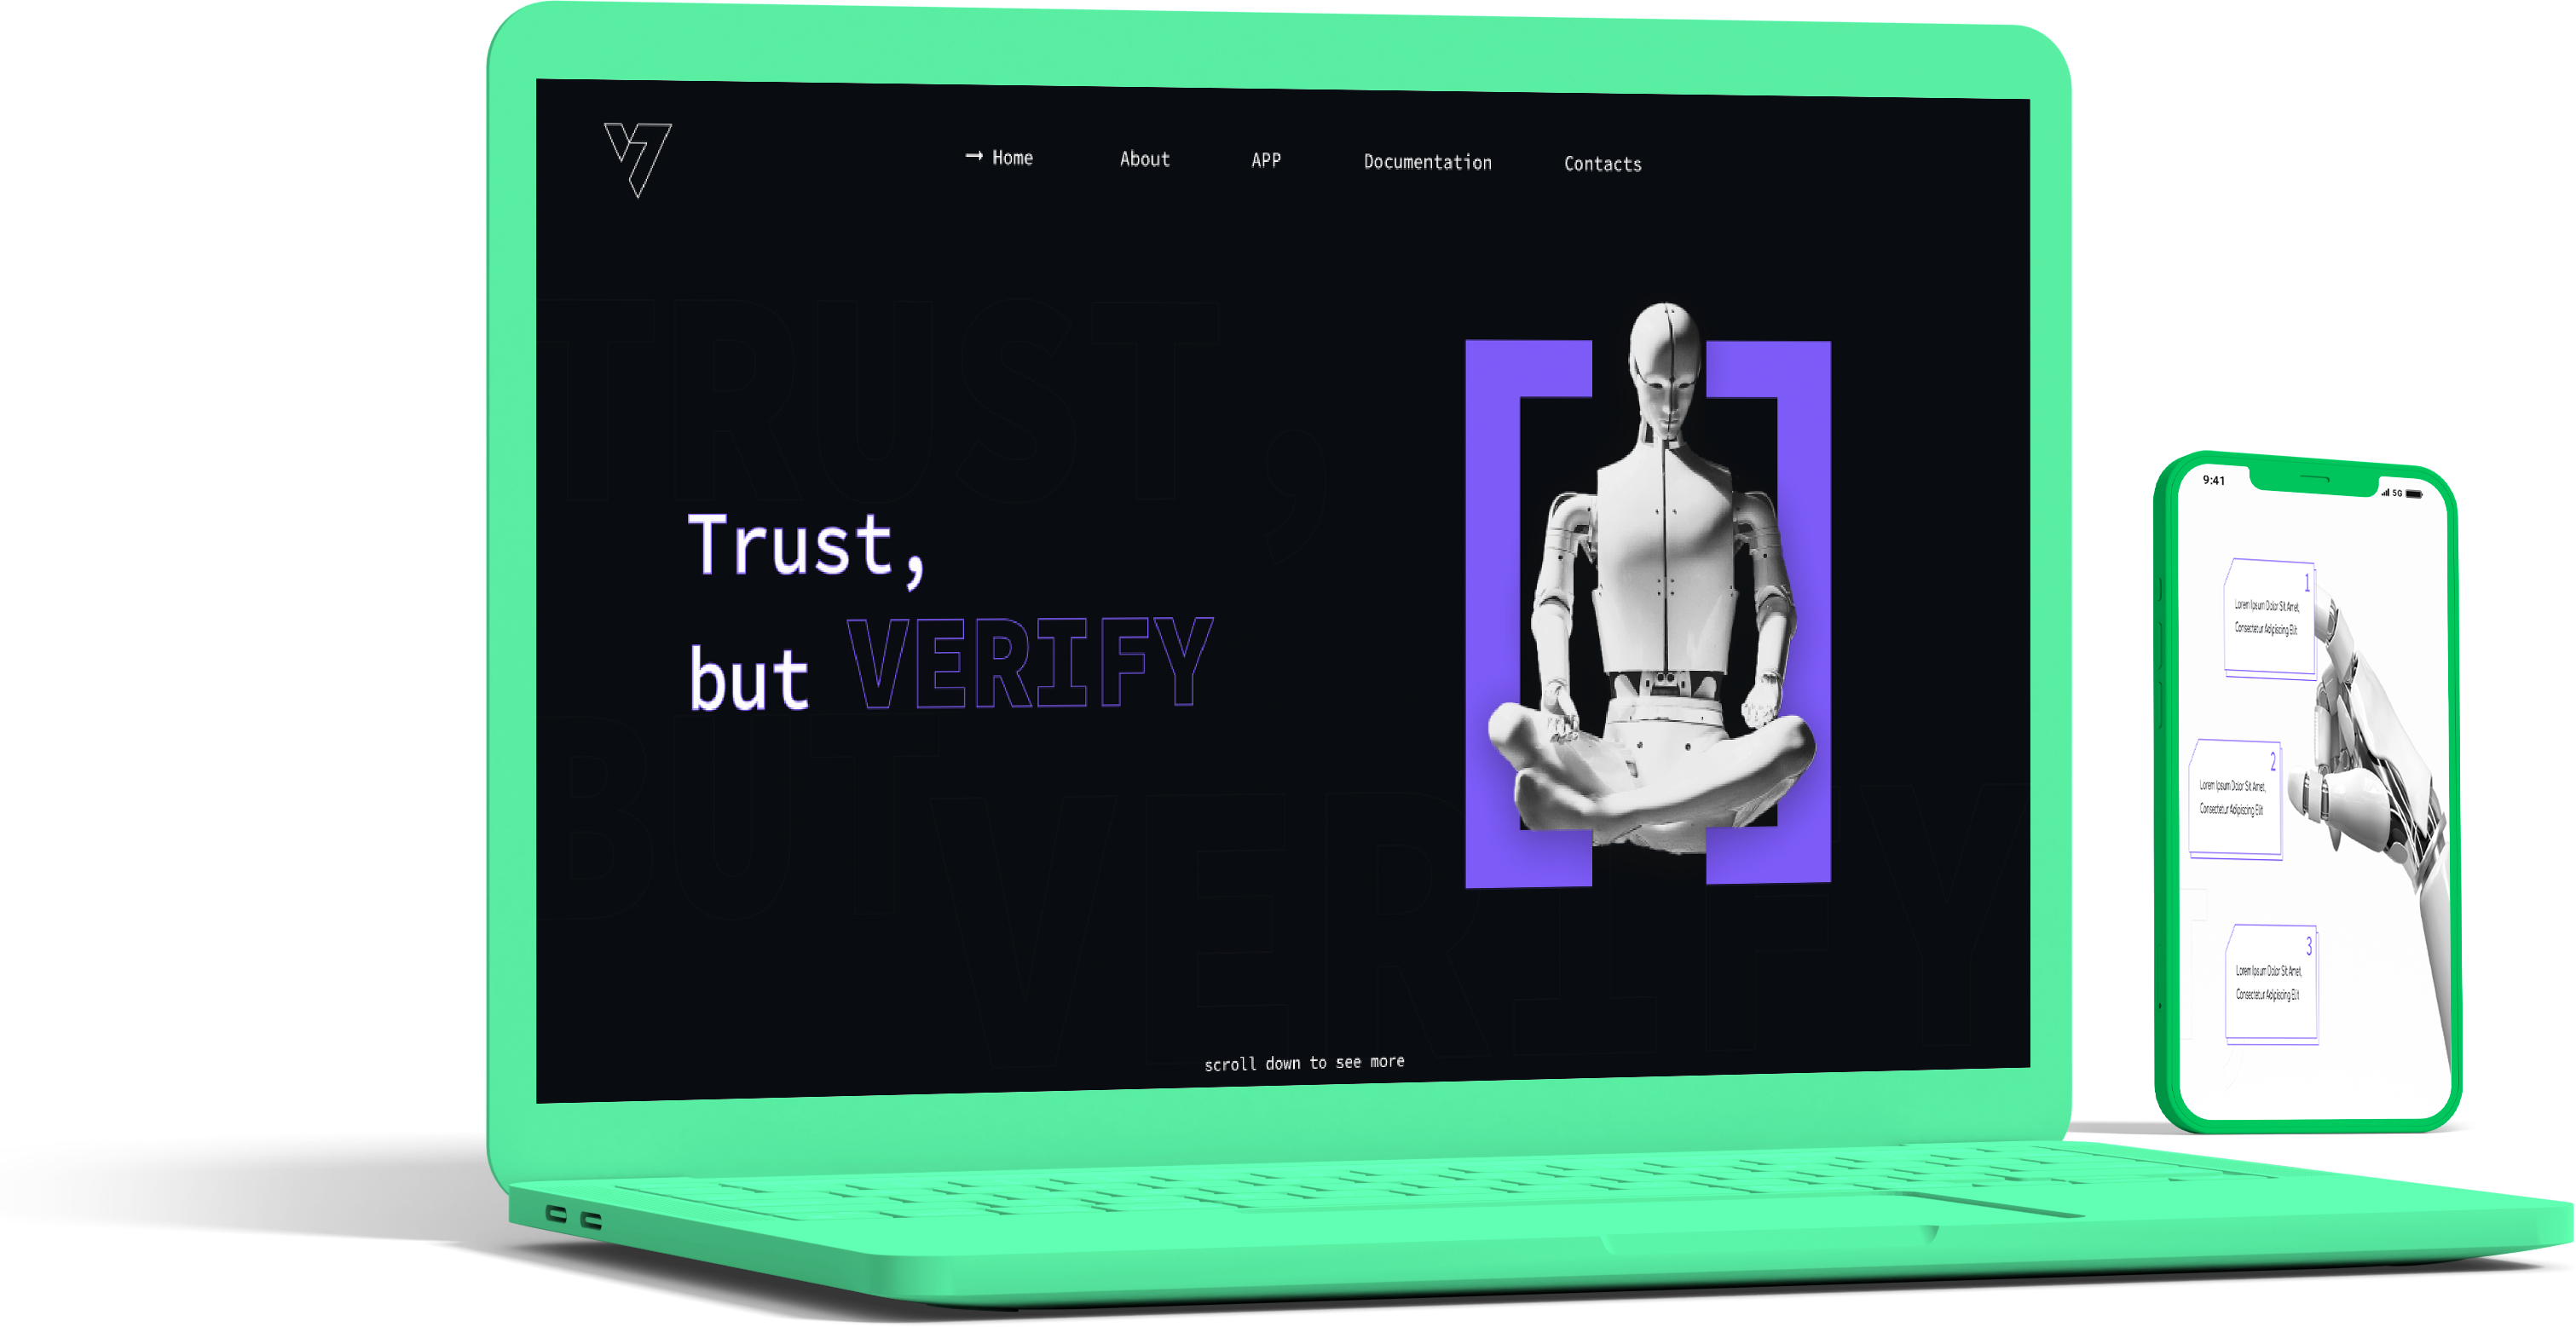 → Home About APP Documentation Contacts
TRUST,
Trust,
but VERIFY
BUT
VERIFY
scroll down to see more
9:41
5G
1
Lorem Ipsum Dolor Sit Amet,
Consectetur Adipiscing Elit
2
Lorem Ipsum Dolor Sit Amet,
Consectetur Adipiscing Elit
3
Lorem Ipsum Dolor Sit Amet,
Consectetur Adipiscing Elit